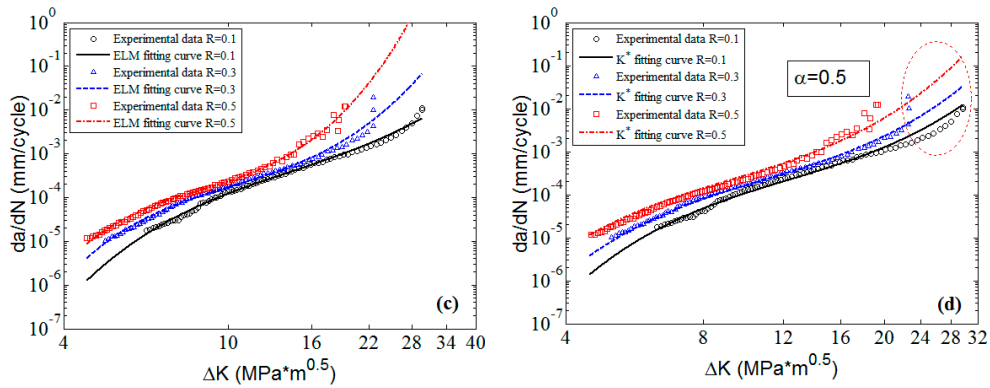 10^0
10^-1
10^-2
10^-3
10^-4
10^-5
10^-6
10^-7
da/dN (mm/cycle)
Experimental data R=0.1
ELM fitting curve R=0.1
Experimental data R=0.3
ELM fitting curve R=0.3
Experimental data R=0.5
ELM fitting curve R=0.5
(c)
4 10 16 22 28 34 40
ΔK (MPa*m^0.5)
10^0
10^-1
10^-2
10^-3
10^-4
10^-5
10^-6
10^-7
da/dN (mm/cycle)
Experimental data R=0.1
K^* fitting curve R=0.1
Experimental data R=0.3
K^* fitting curve R=0.3
Experimental data R=0.5
K^* fitting curve R=0.5
α=0.5
(d)
4 8 12 16 20 24 28 32
ΔK (MPa*m^0.5)